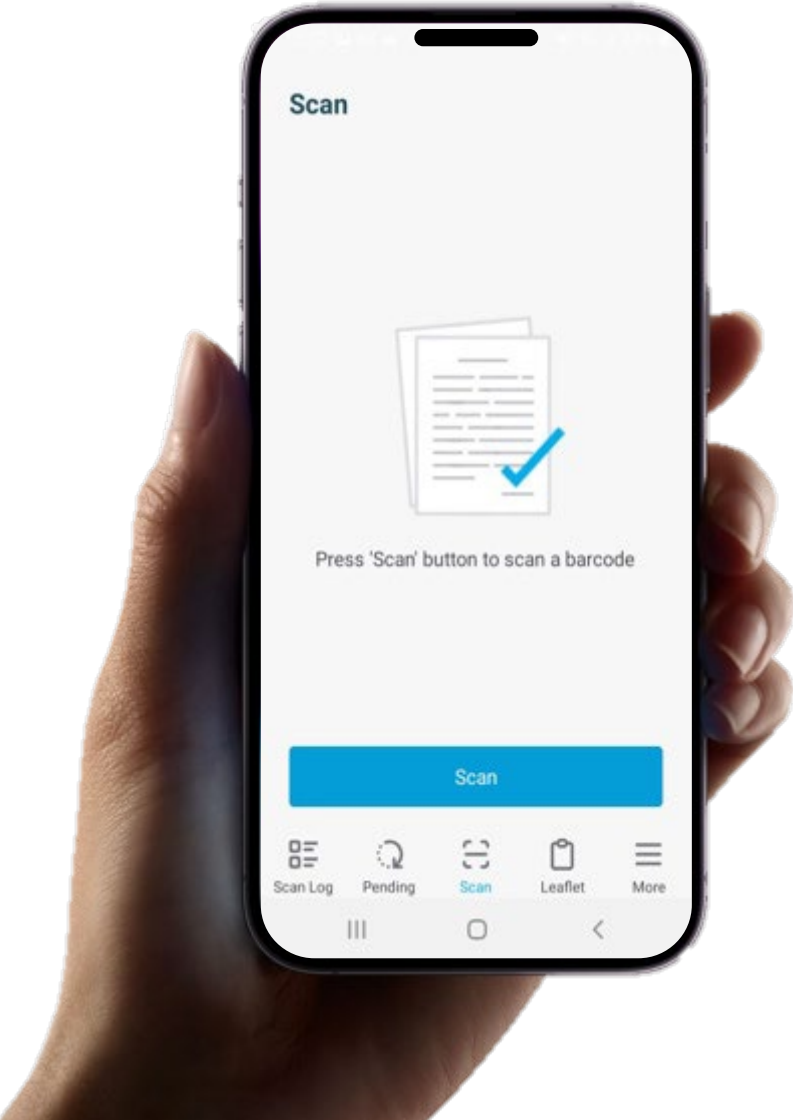 Scan
Press 'Scan' button to scan a barcode
Scan
Scan Log
Pending
Scan
Leaflet
More